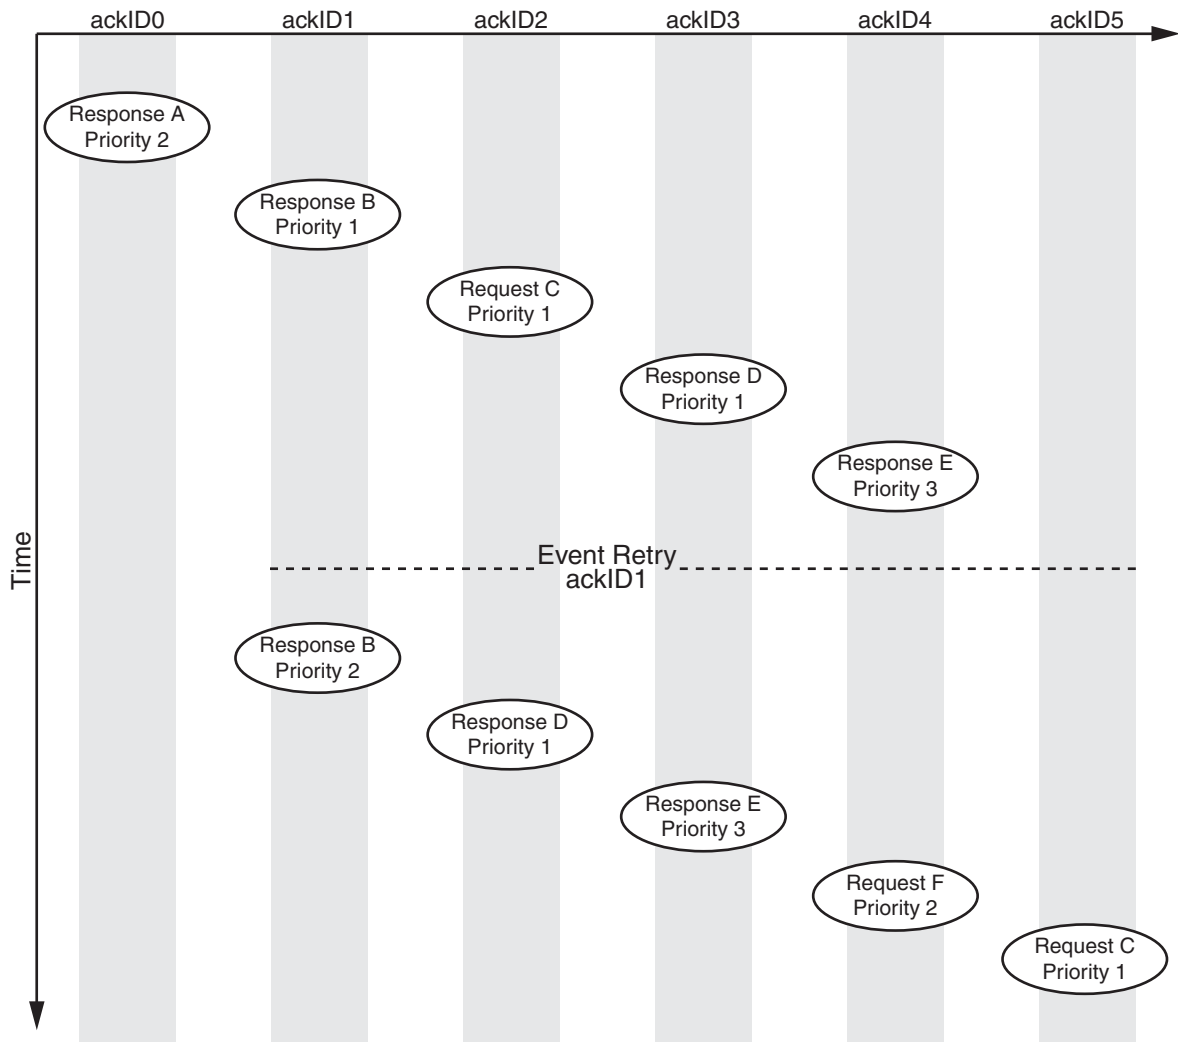 ackID0 ackID1 ackID2 ackID3 ackID4 ackID5
Response A
Priority 2
Response B
Priority 1
Request C
Priority 1
Response D
Priority 1
Response E
Priority 3
Time
Event Retry
ackID1
Response B
Priority 2
Response D
Priority 1
Response E
Priority 3
Request F
Priority 2
Request C
Priority 1